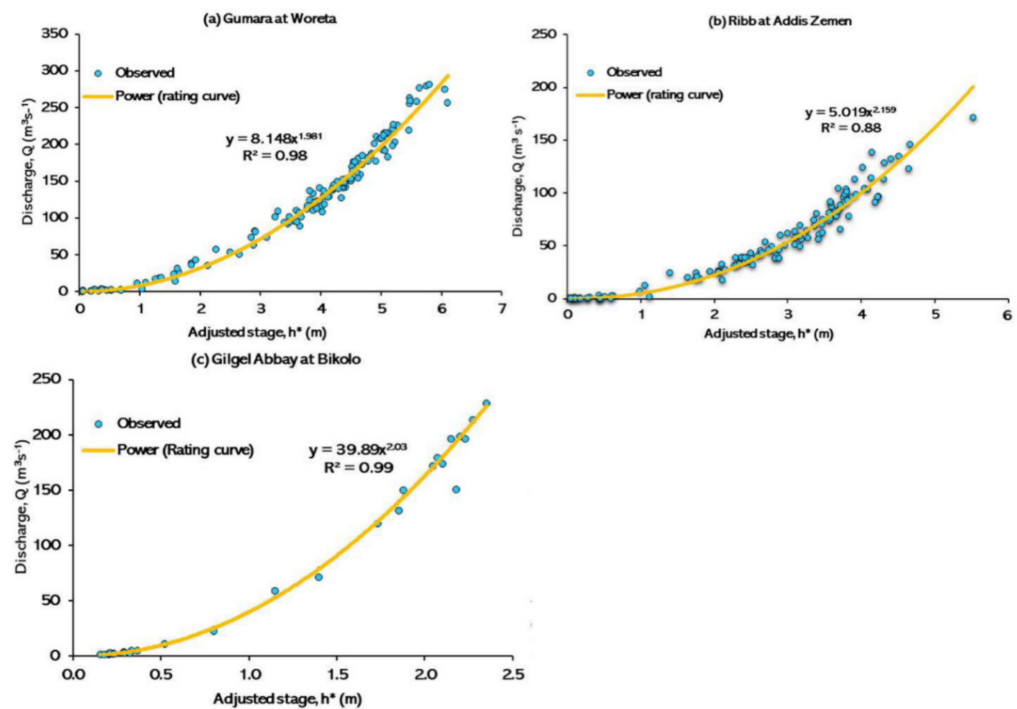 (a) Gumara at Woreta
350
300
250
200
150
100
50
0
Discharge, Q (m³s-1)
Observed
Power (rating curve)
y = 8.148x^1.981
R² = 0.98
0 1 2 3 4 5 6 7
Adjusted stage, h* (m)
(b) Ribb at Addis Zemen
250
200
150
100
50
0
Discharge, Q (m³ s-1)
Observed
Power (rating curve)
y = 5.019x^2.159
R² = 0.88
0 1 2 3 4 5 6
Adjusted stage, h* (m)
(c) Gilgel Abbay at Bikolo
250
200
150
100
50
0
Discharge, Q (m³s-1)
Observed
Power (Rating curve)
y = 39.89x^2.03
R² = 0.99
0.0 0.5 1.0 1.5 2.0 2.5
Adjusted stage, h* (m)